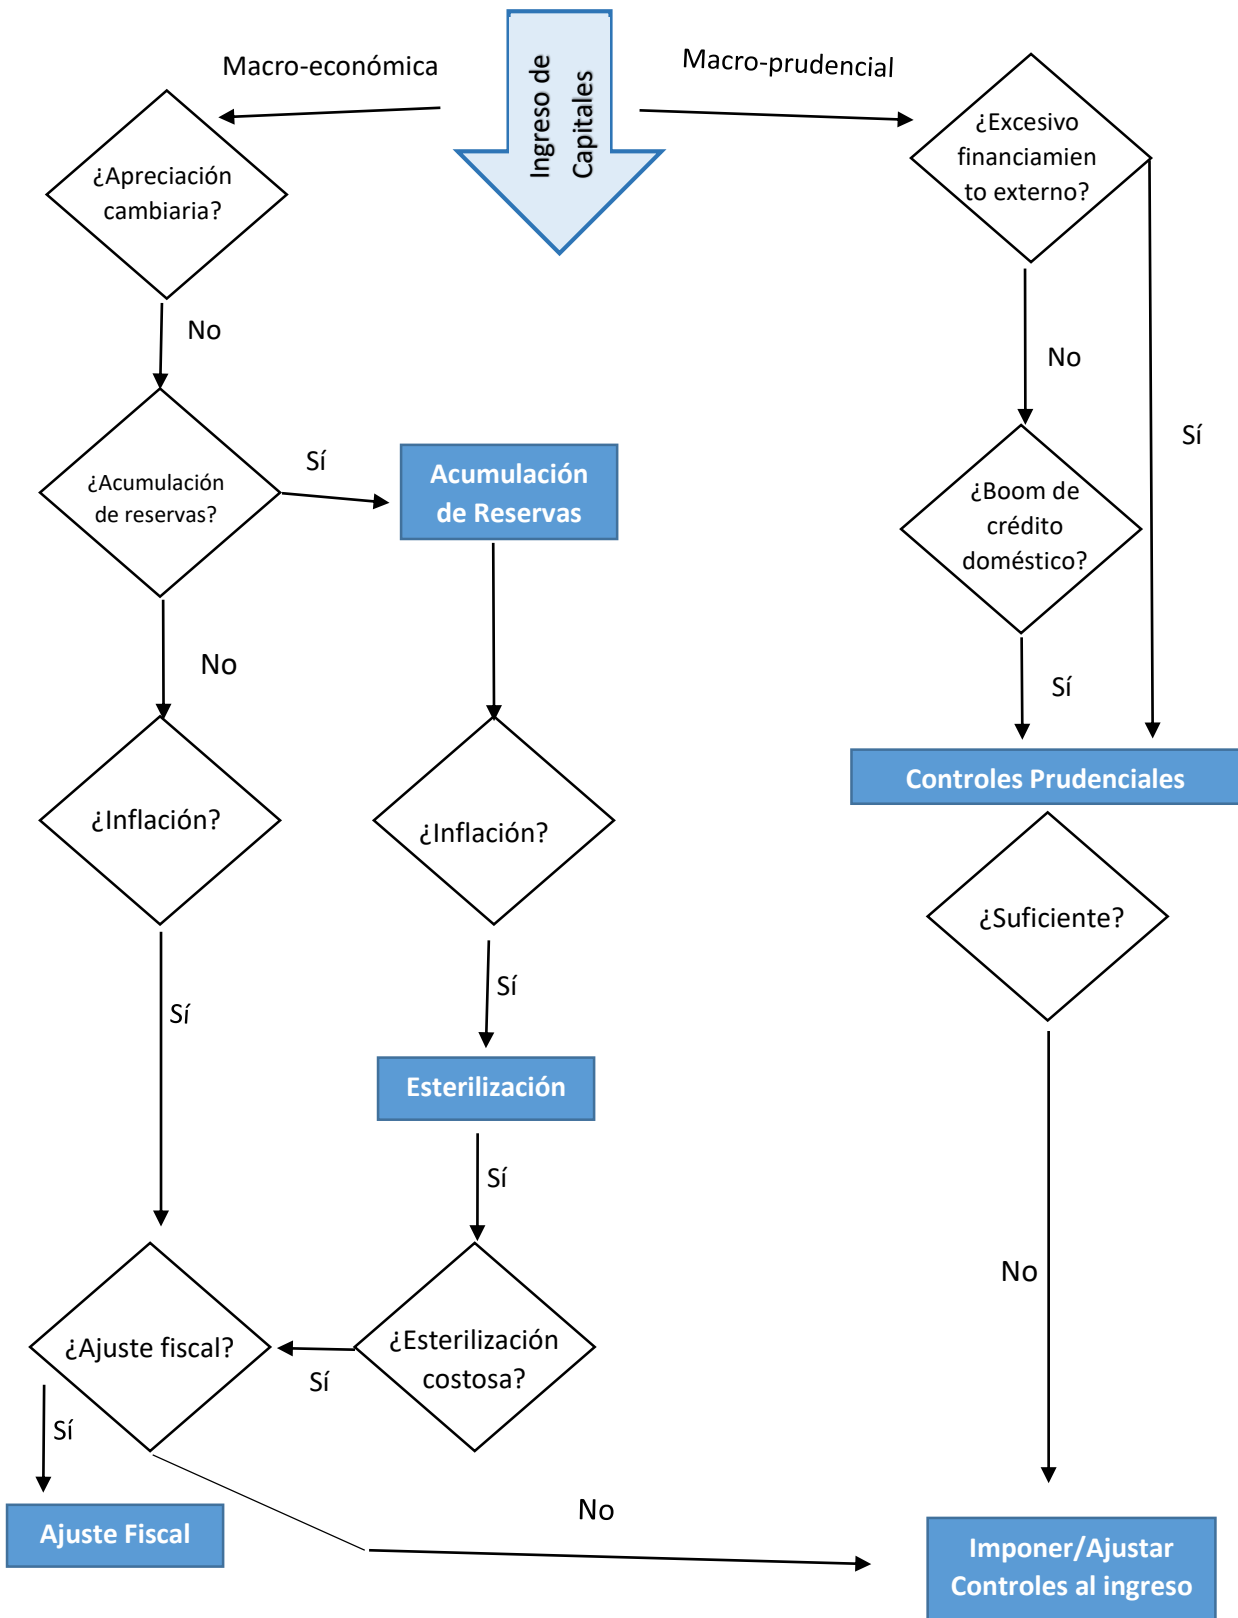 Macro-económica
Ingreso de
Capitales
Macro-prudencial
¿Apreciación
cambiaria?
¿Excesivo
financiamien
to externo?
No
No
Sí
¿Acumulación
de reservas?
Sí
Acumulación
de Reservas
¿Boom de
crédito
doméstico?
No
Sí
¿Inflación?
¿Inflación?
Controles Prudenciales
¿Suficiente?
Sí
Sí
Esterilización
Sí
No
¿Ajuste fiscal?
Sí
¿Esterilización
costosa?
Sí
No
Ajuste Fiscal
Imponer/Ajustar
Controles al ingreso